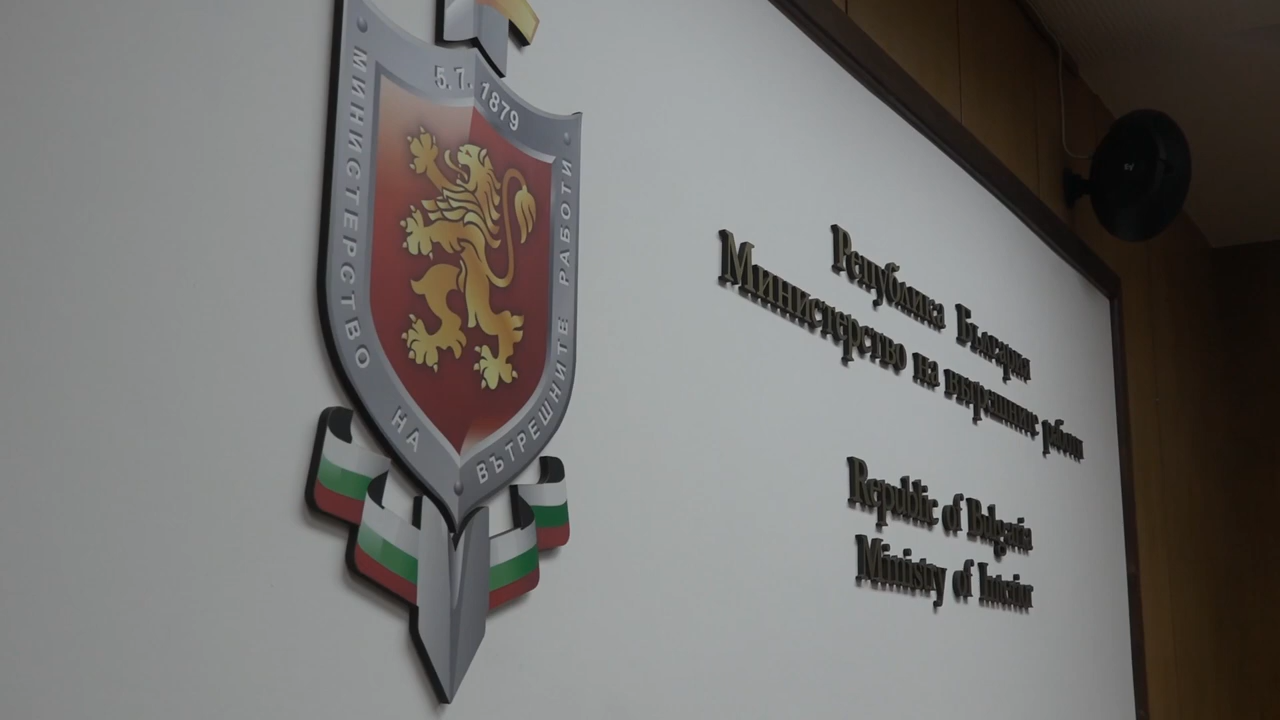 5.7. 1879
МИНИСТЕРСТВО НА ВЪТРЕШНИТЕ РАБОТИ
Република България
Министерство на вътрешните работи
Republic of Bulgaria
Ministry of Interior